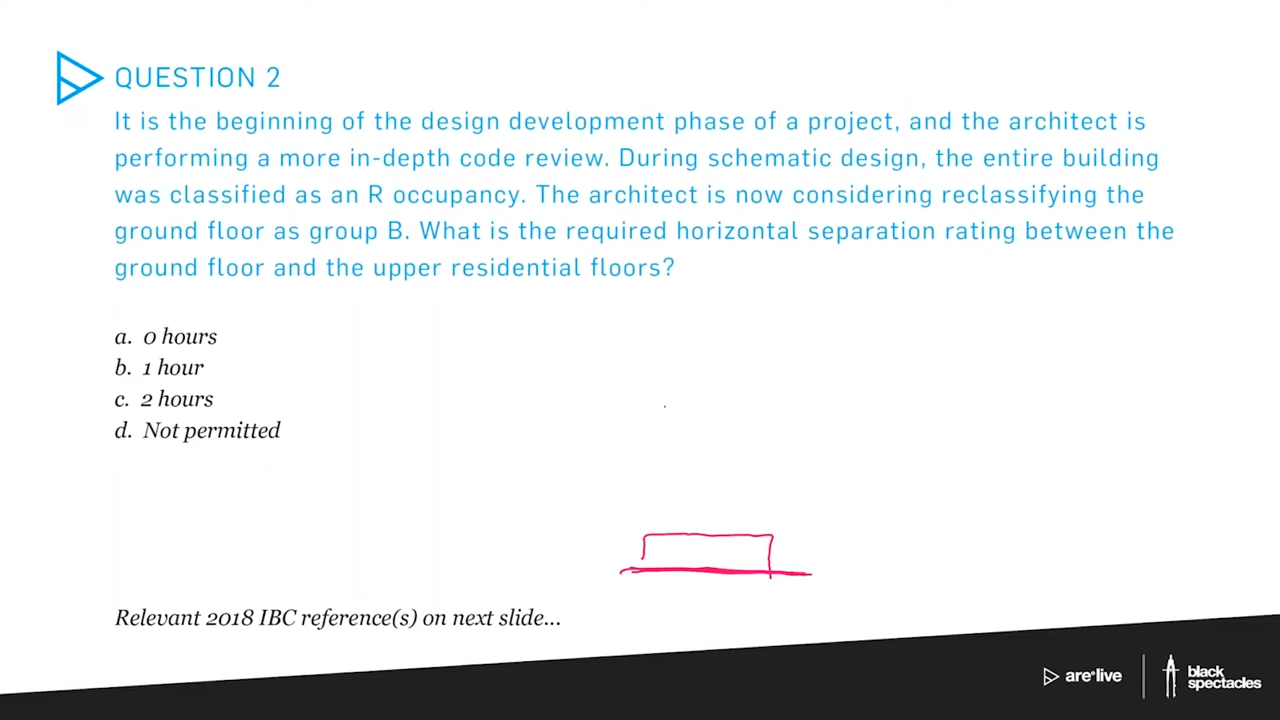 QUESTION 2
It is the beginning of the design development phase of a project, and the architect is
performing a more in-depth code review. During schematic design, the entire building
was classified as an R occupancy. The architect is now considering reclassifying the
ground floor as group B. What is the required horizontal separation rating between the
ground floor and the upper residential floors?
a. 0 hours
b. 1 hour
c. 2 hours
d. Not permitted
Relevant 2018 IBC reference(s) on next slide...
are*live
black
spectacles